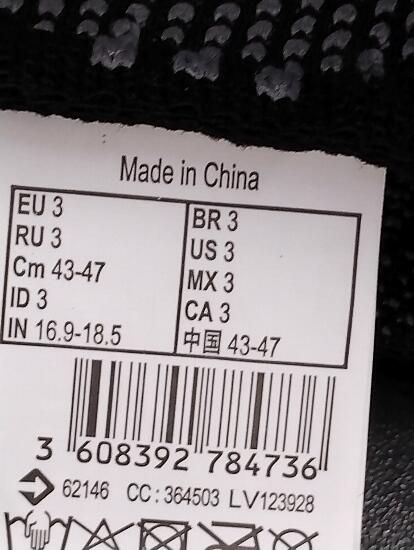 Made in China
EU 3
RU 3
Cm 43-47
ID 3
IN 16.9-18.5
BR 3
US 3
MX 3
CA 3
中国 43-47
3 608392 784736
62146 CC: 364503 LV123928